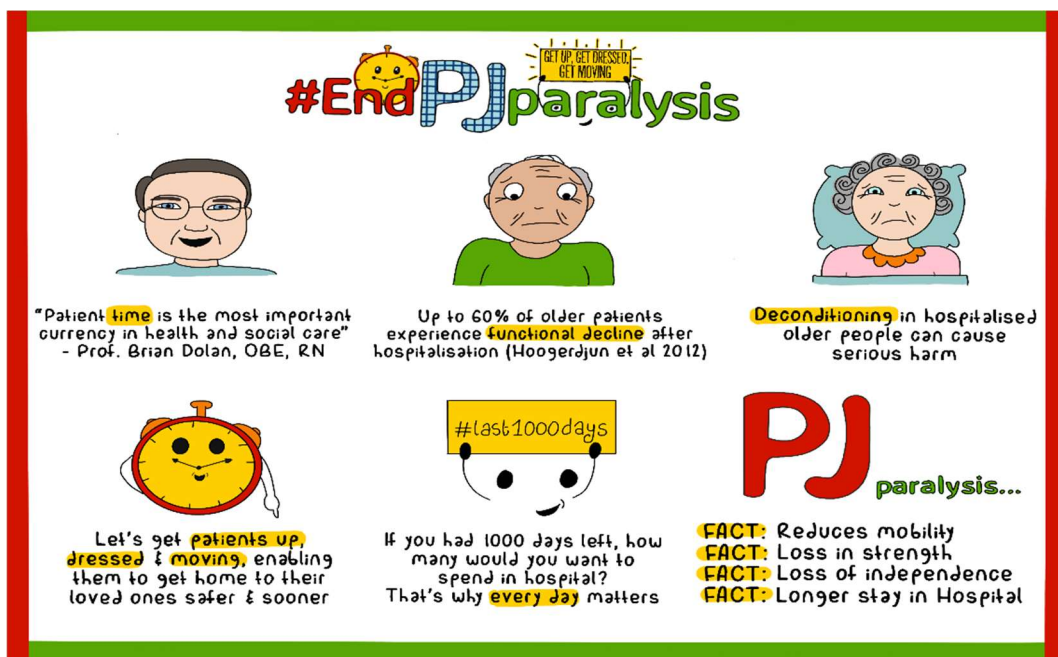 GET UP, GET DRESSED,
GET MOVING
#EndPJparalysis
"Patient time is the most important
currency in health and social care"
- Prof. Brian Dolan, OBE, RN
Up to 60% of older patients
experience functional decline after
hospitalisation (Hoogerdjun et al 2012)
Deconditioning in hospitalised
older people can cause
serious harm
Let's get patients up,
dressed & moving, enabling
them to get home to their
loved ones safer & sooner
#last1000days
If you had 1000 days left, how
many would you want to
spend in hospital?
That's why every day matters
PJ
paralysis...
FACT: Reduces mobility
FACT: Loss in strength
FACT: Loss of independence
FACT: Longer stay in Hospital